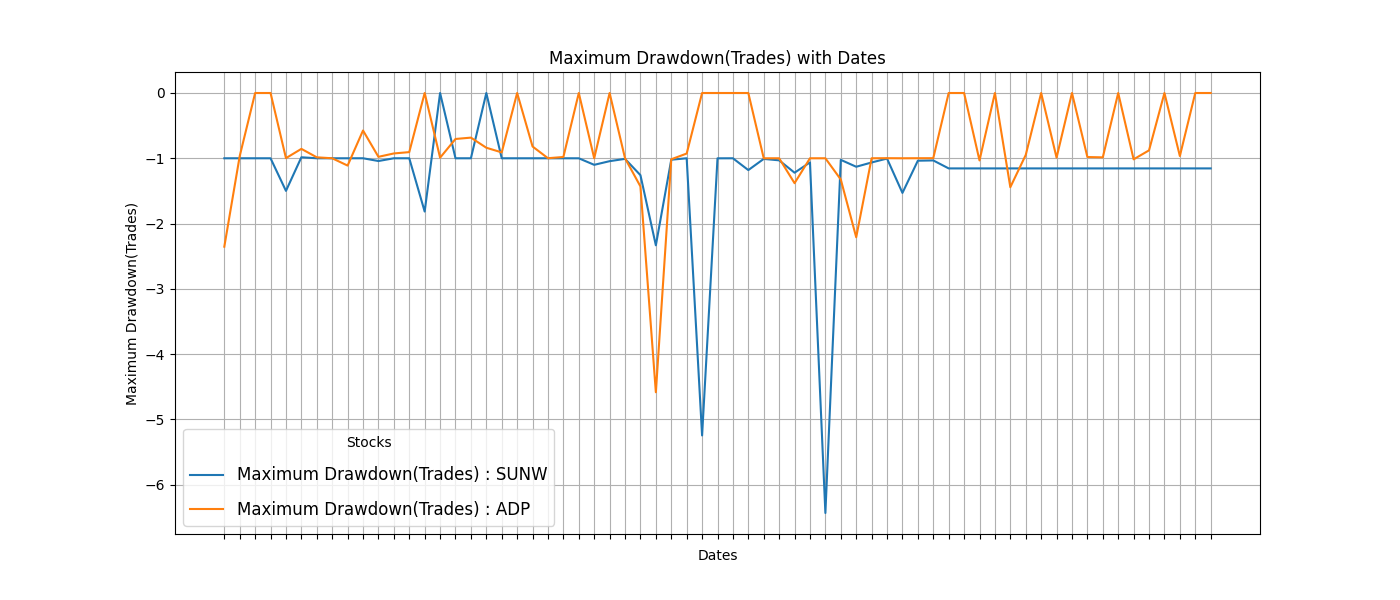 Maximum Drawdown(Trades) with Dates
Maximum Drawdown(Trades)
0
−1
−2
−3
−4
−5
−6
Stocks
Maximum Drawdown(Trades) : SUNW
Maximum Drawdown(Trades) : ADP
Dates